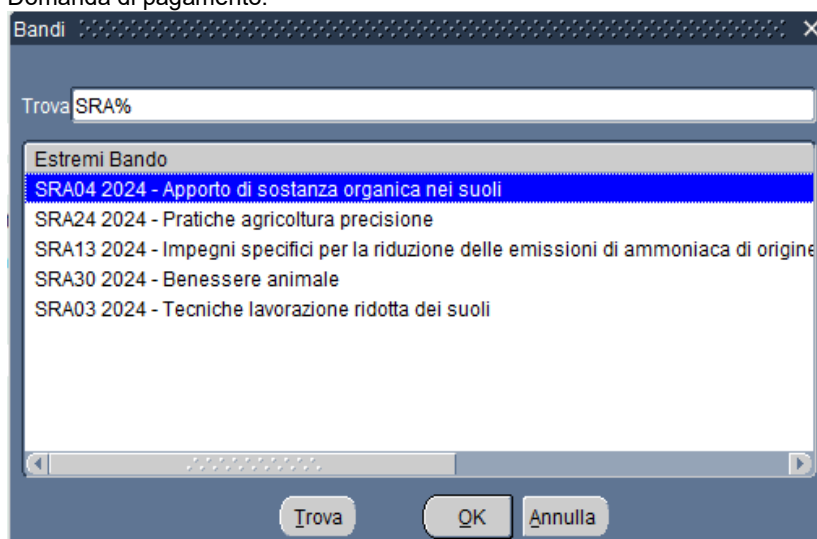 Domanda di pagamento.
Bandi
Trova SRA%
Estremi Bando
SRA04 2024 - Apporto di sostanza organica nei suoli
SRA24 2024 - Pratiche agricoltura precisione
SRA13 2024 - Impegni specifici per la riduzione delle emissioni di ammoniaca di origine
SRA30 2024 - Benessere animale
SRA03 2024 - Tecniche lavorazione ridotta dei suoli
Trova OK Annulla